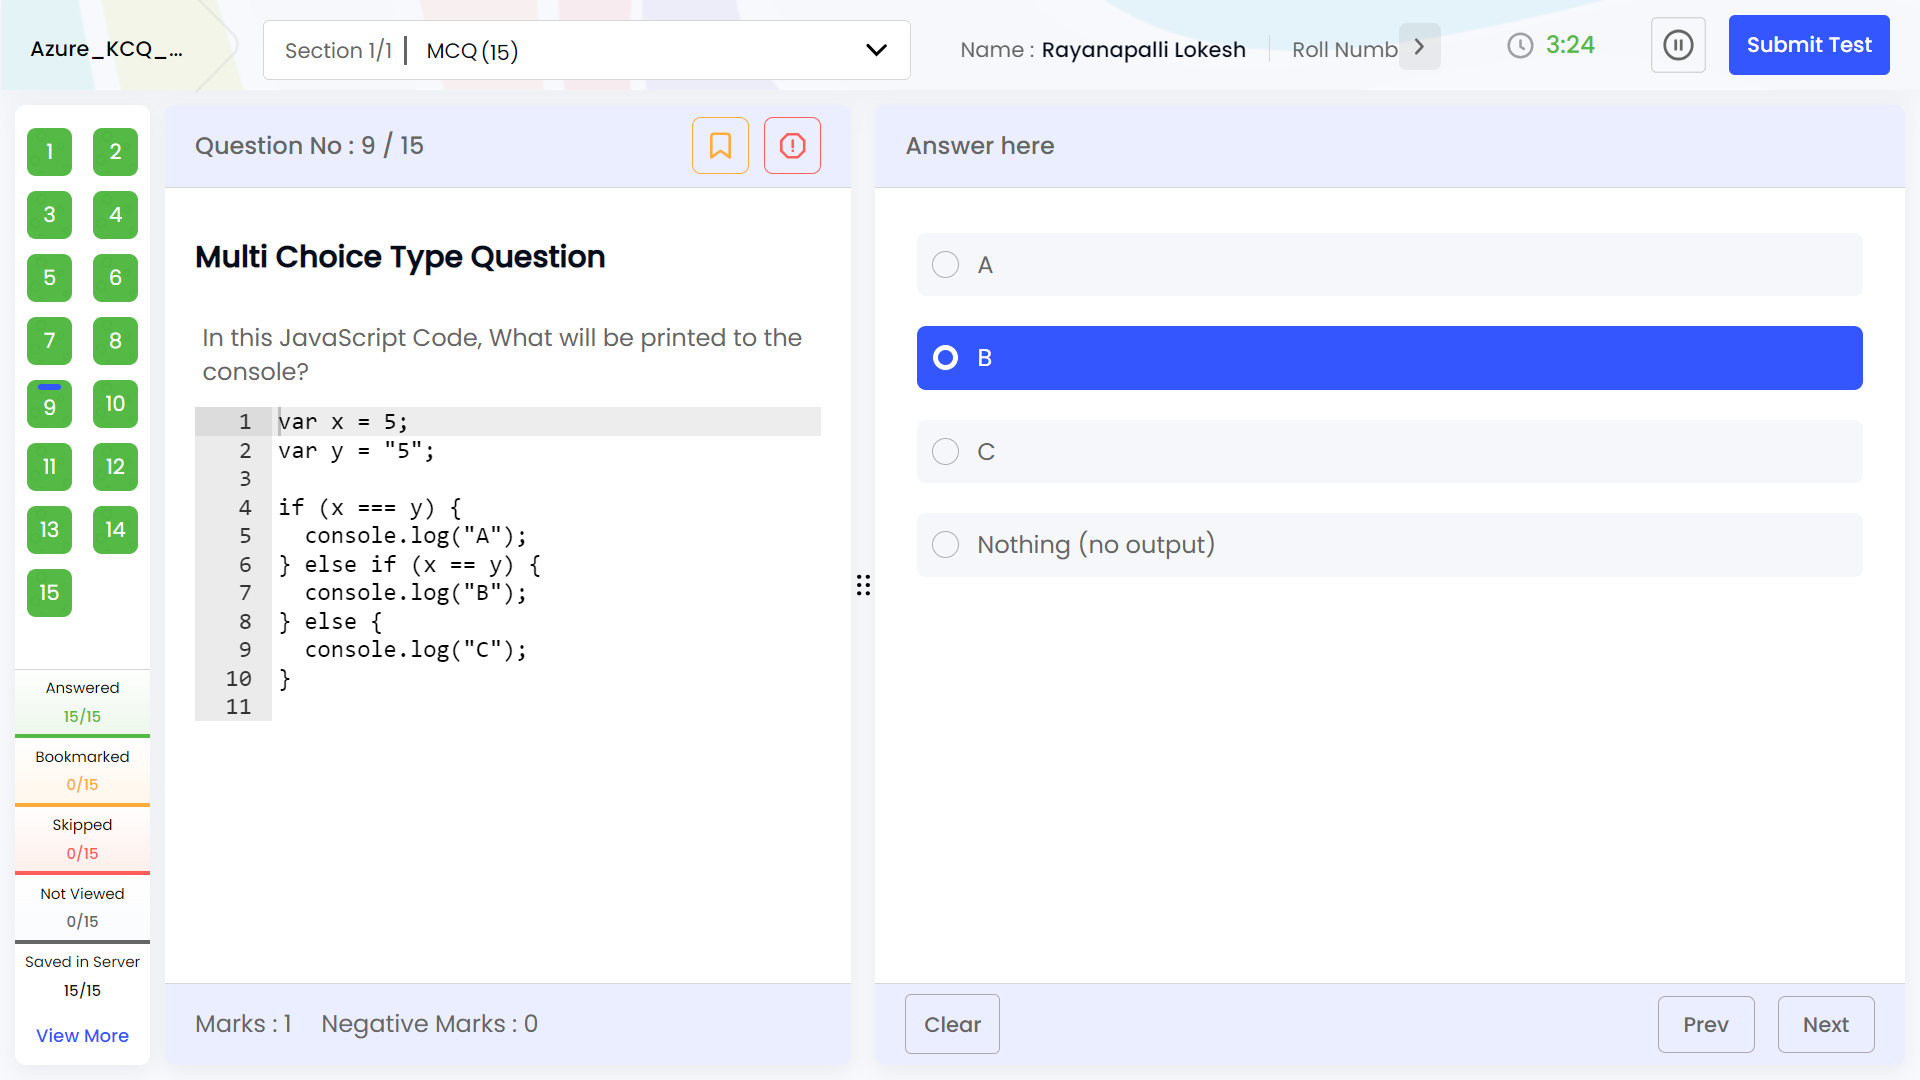 Azure_KCQ_...
Section 1/1 | MCQ (15)
Name : Rayanapalli Lokesh
Roll Numb
3:24
Submit Test
1 2
3 4
5 6
7 8
9 10
11 12
13 14
15
Answered
15/15
Bookmarked
0/15
Skipped
0/15
Not Viewed
0/15
Saved in Server
15/15
View More
Question No : 9 / 15
Multi Choice Type Question
In this JavaScript Code, What will be printed to the
console?
1 var x = 5;
2 var y = "5";
3
4 if (x === y) {
5   console.log("A");
6 } else if (x == y) {
7   console.log("B");
8 } else {
9   console.log("C");
10 }
11
Marks : 1 Negative Marks : 0
Answer here
A
B
C
Nothing (no output)
Clear
Prev
Next